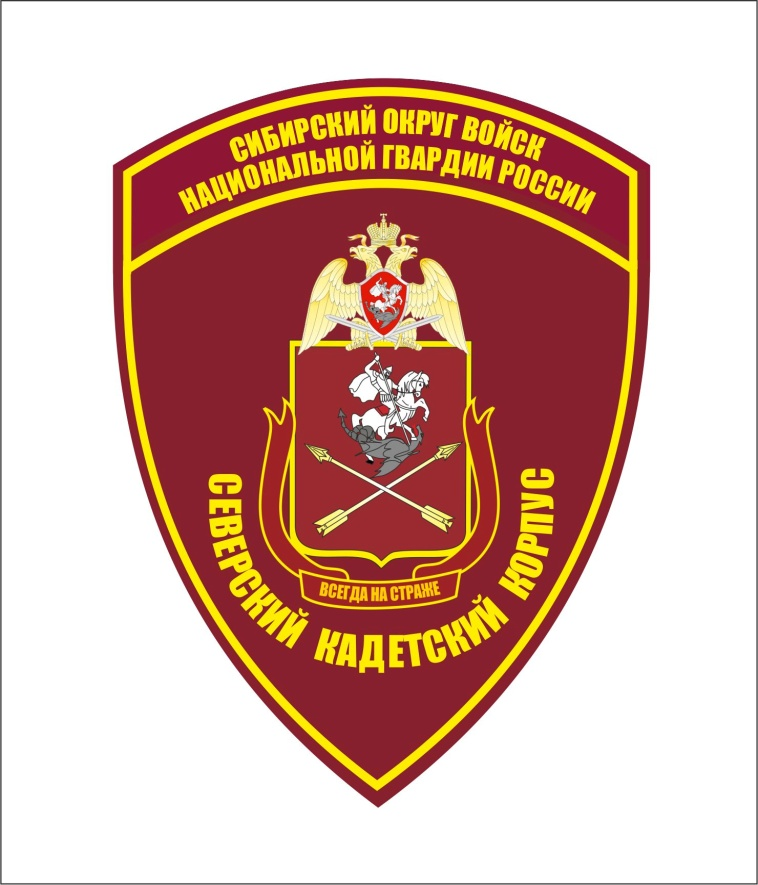 СИБИРСКИЙ ОКРУГ ВОЙСК
НАЦИОНАЛЬНОЙ ГВАРДИИ РОССИИ
ВСЕГДА НА СТРАЖЕ
СЕВЕРСКИЙ КАДЕТСКИЙ КОРПУС